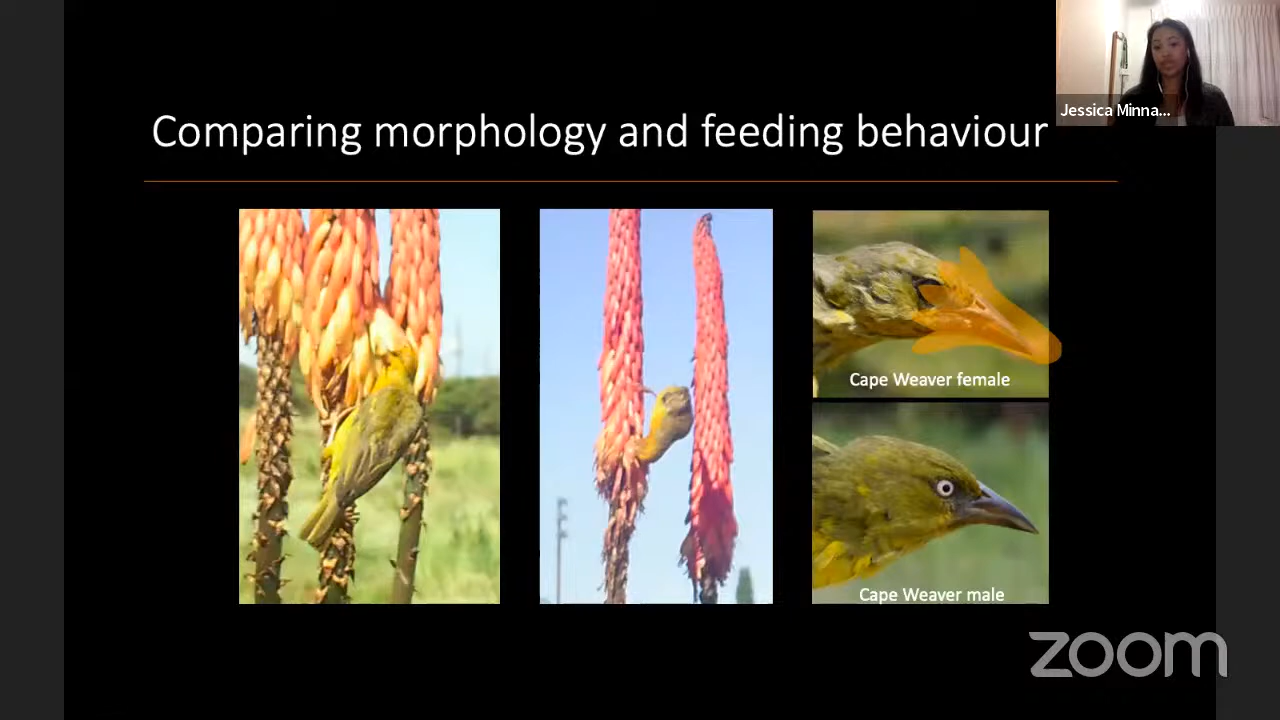 Jessica Minna...
Comparing morphology and feeding behaviour
Cape Weaver female
Cape Weaver male
zoom